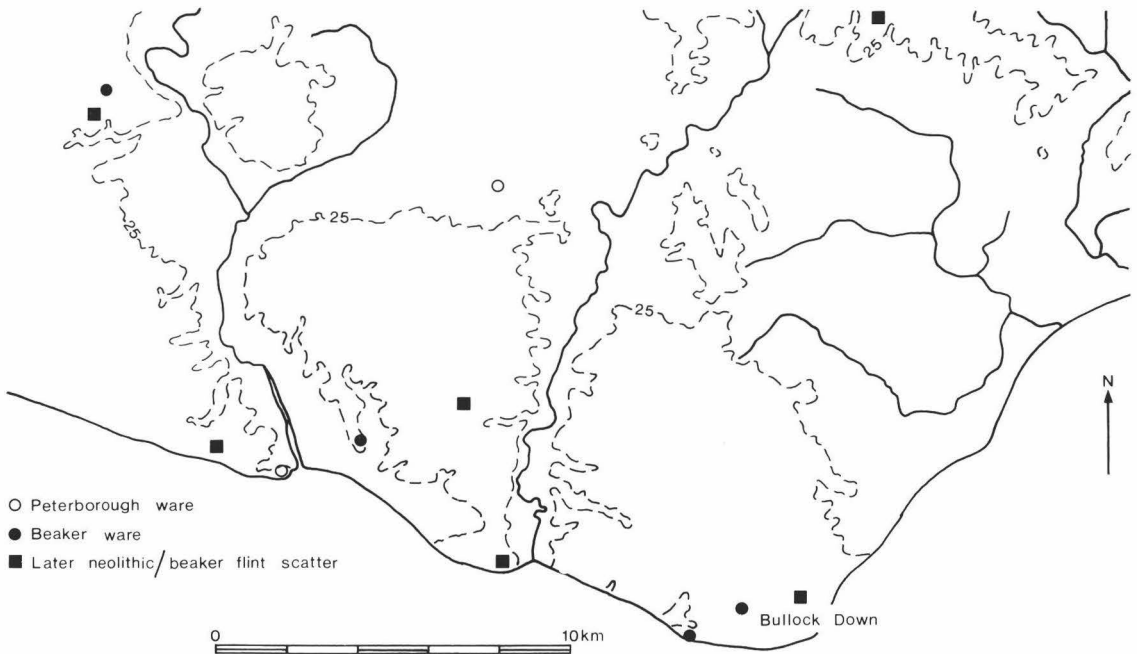 25
25
25
25
N
Peterborough ware
Beaker ware
Later neolithic/beaker flint scatter
Bullock Down
0 10km